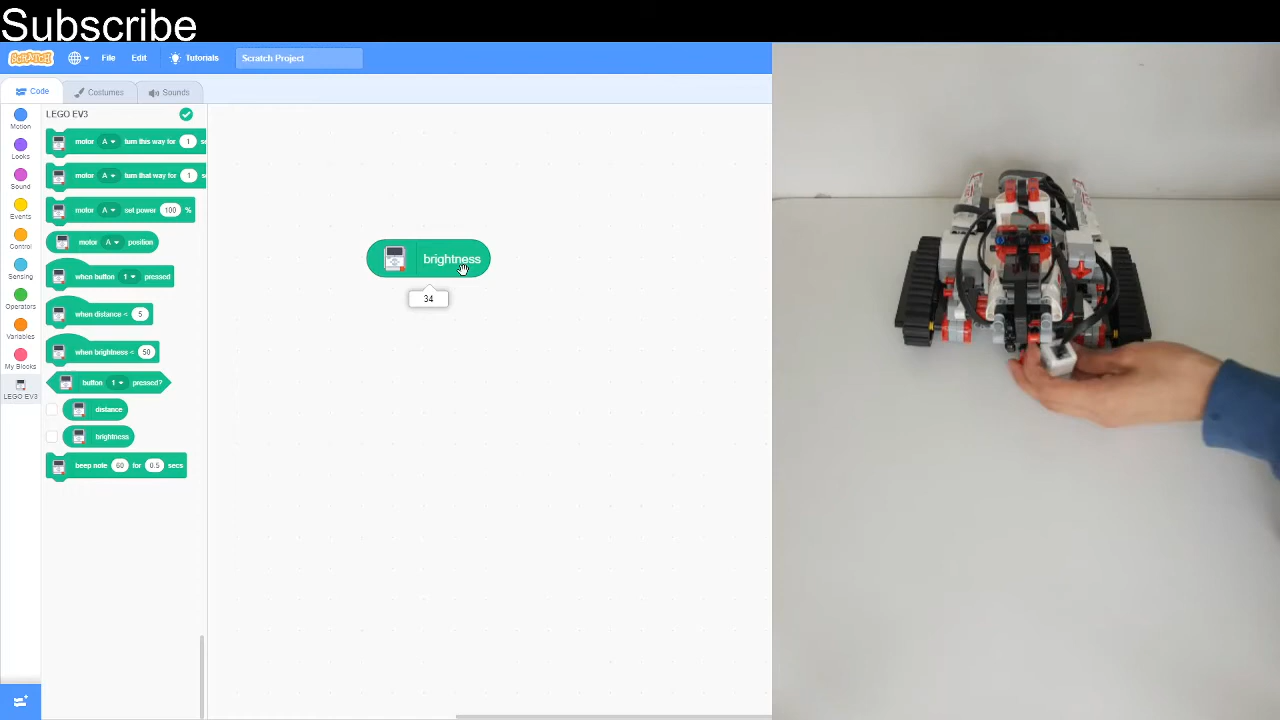 Subscribe
SCRATCH File Edit Tutorials Scratch Project
Code Costumes Sounds
LEGO EV3
Motion
Looks
Sound
Events
Control
Sensing
Operators
Variables
My Blocks
LEGO EV3
motor A turn this way for 1 se
motor A turn that way for 1 se
motor A set power 100 %
motor A position
when button 1 pressed
when distance < 5
when brightness < 50
button 1 pressed?
distance
brightness
beep note 60 for 0.5 secs
brightness
34